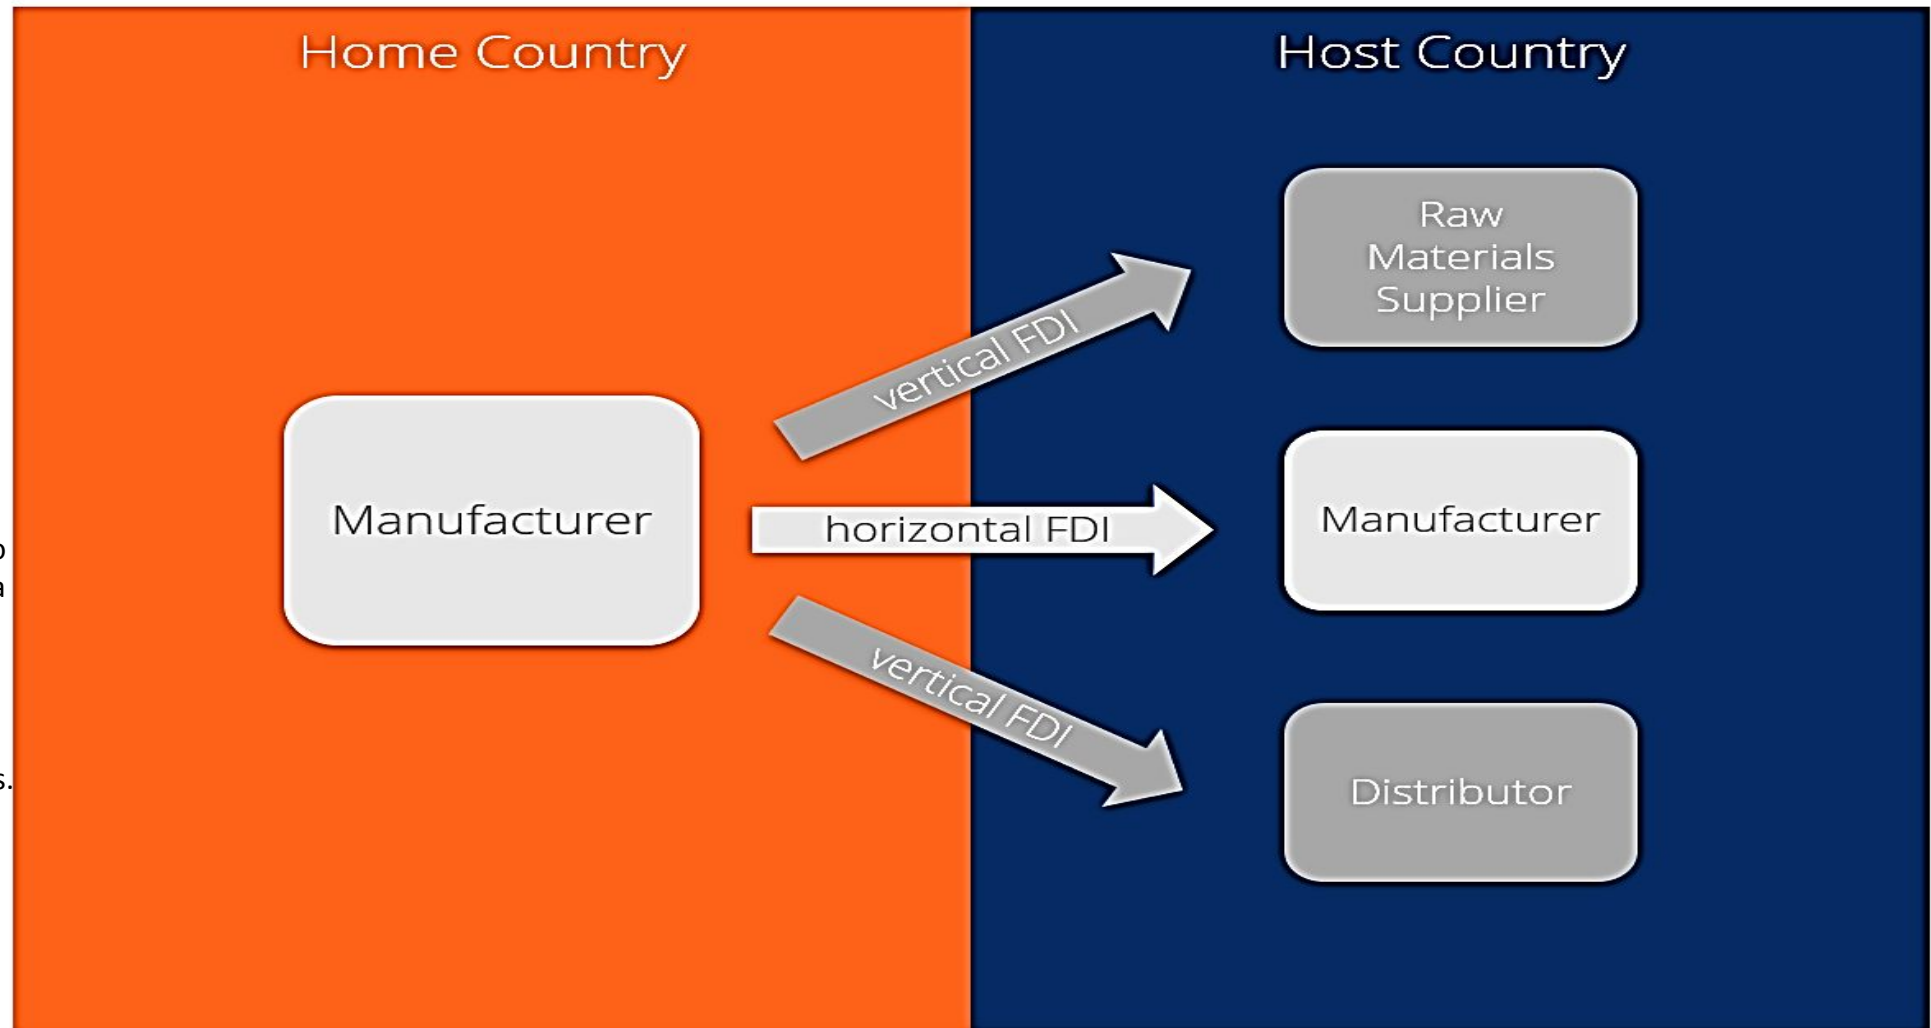 Home Country
Host Country
Raw
Materials
Supplier
vertical FDI
Manufacturer
horizontal FDI
Manufacturer
vertical FDI
Distributor